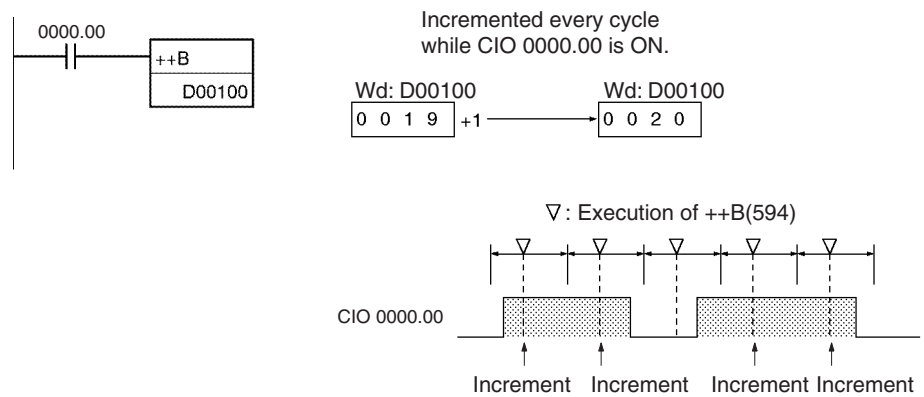 0000.00
++B
D00100
Incremented every cycle
while CIO 0000.00 is ON.
Wd: D00100 Wd: D00100
0 0 1 9 +1 0 0 2 0
▽: Execution of ++B(594)
CIO 0000.00
Increment Increment Increment Increment